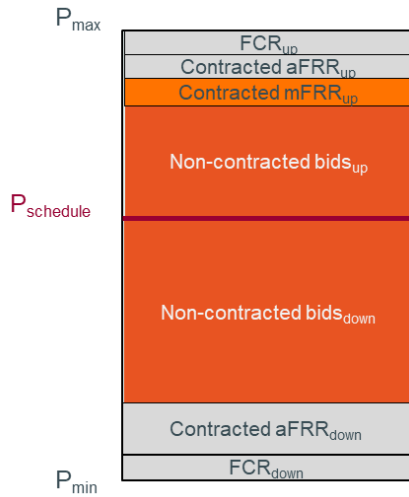 Pmax
FCRup
Contracted aFRRup
Contracted mFRRup
Non-contracted bidsup
Pschedule
Non-contracted bidsdown
Contracted aFRRdown
FCRdown
Pmin